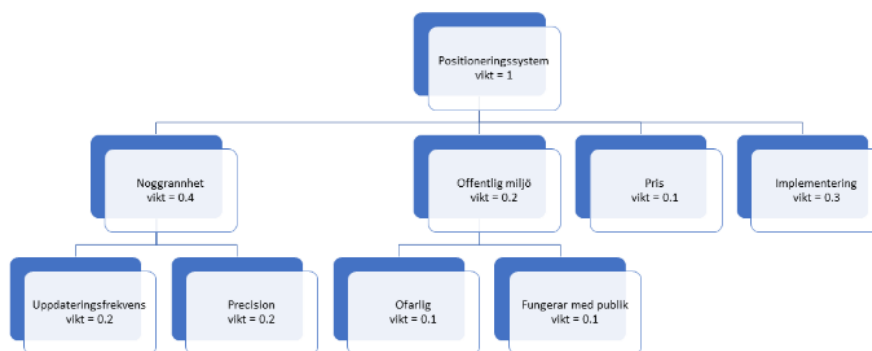 Positioneringssystem
vikt = 1
Noggrannhet
vikt = 0.4
Offentlig miljö
vikt = 0.2
Pris
vikt = 0.1
Implementering
vikt = 0.3
Uppdateringsfrekvens
vikt = 0.2
Precision
vikt = 0.2
Ofarlig
vikt = 0.1
Fungerar med publik
vikt = 0.1